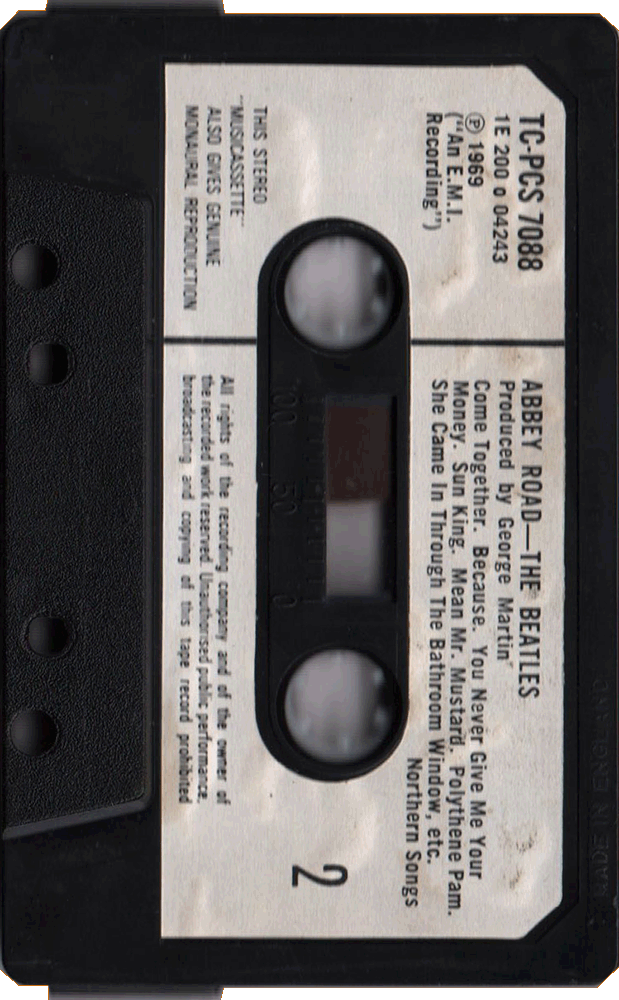 TC-PCS 7088
1E 200 o 04243
Ⓟ 1969
("An E.M.I.
Recording")
ABBEY ROAD—THE BEATLES
Produced by George Martin
Come Together. Because. You Never Give Me Your
Money. Sun King. Mean Mr. Mustard. Polythene Pam.
She Came In Through The Bathroom Window, etc.
Northern Songs
THIS STEREO
"MUSICASSETTE"
ALSO GIVES GENUINE
MONAURAL REPRODUCTION
100 50 0
2
All rights of the recording company and of the owner of
the recorded work reserved. Unauthorised public performance,
broadcasting and copying of this tape record prohibited
MADE IN ENGLAND